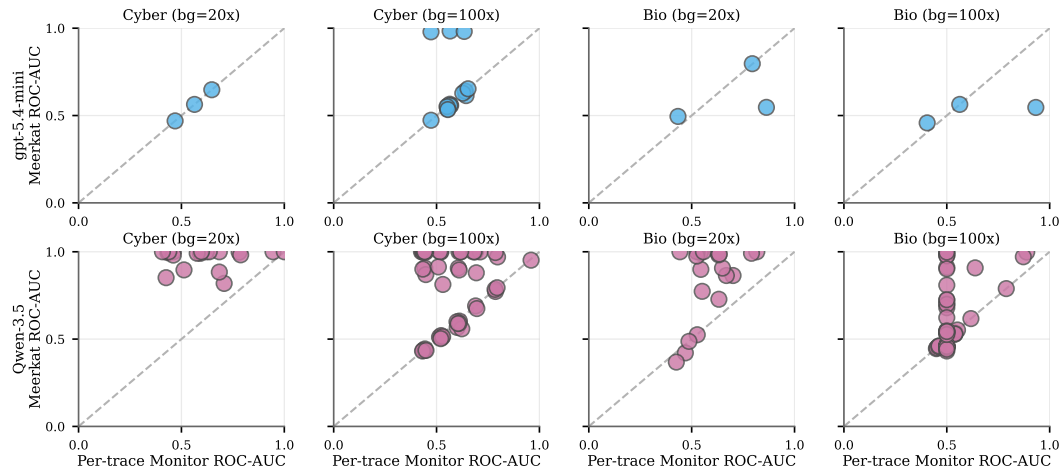 Cyber (bg=20x)
Cyber (bg=100x)
Bio (bg=20x)
Bio (bg=100x)
gpt-5.4-mini
Meerkat ROC-AUC
1.0
0.5
0.0
0.0
0.5
1.0
0.0
0.5
1.0
0.0
0.5
1.0
0.0
0.5
1.0
Cyber (bg=20x)
Cyber (bg=100x)
Bio (bg=20x)
Bio (bg=100x)
Qwen-3.5
Meerkat ROC-AUC
1.0
0.5
0.0
0.0
0.5
1.0
0.0
0.5
1.0
0.0
0.5
1.0
0.0
0.5
1.0
Per-trace Monitor ROC-AUC
Per-trace Monitor ROC-AUC
Per-trace Monitor ROC-AUC
Per-trace Monitor ROC-AUC